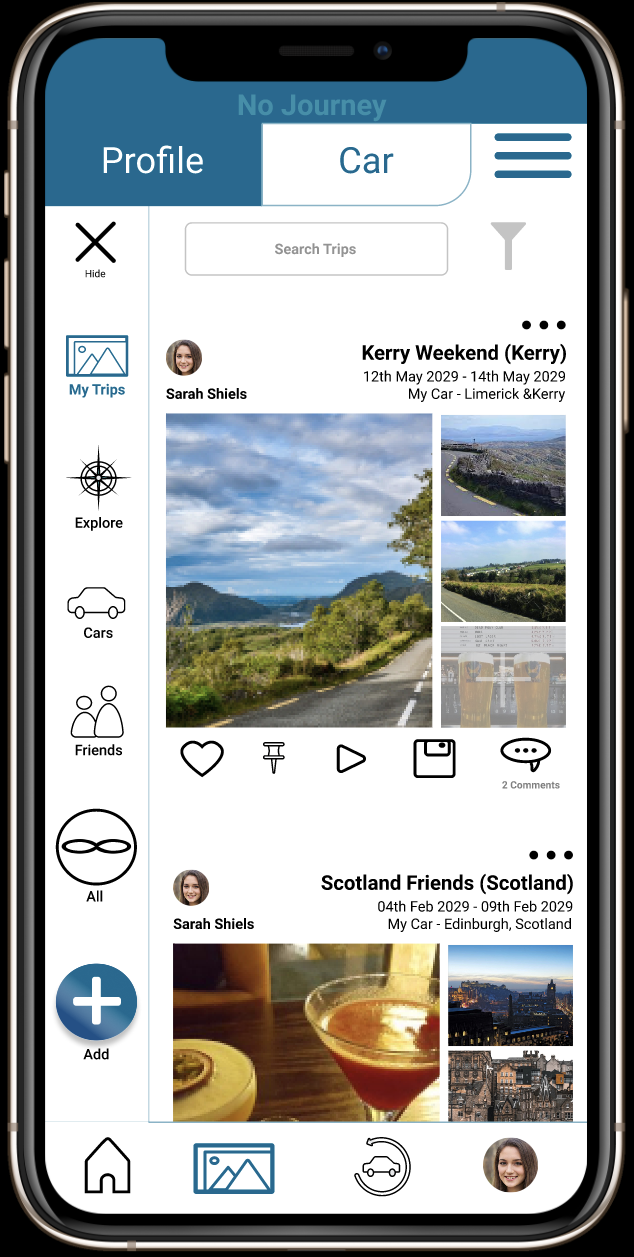 No Journey
Profile
Car
Search Trips
Hide
My Trips
Explore
Cars
Friends
All
Add
Kerry Weekend (Kerry)
12th May 2029 - 14th May 2029
Sarah Shiels
My Car - Limerick &Kerry
2 Comments
Scotland Friends (Scotland)
04th Feb 2029 - 09th Feb 2029
Sarah Shiels
My Car - Edinburgh, Scotland